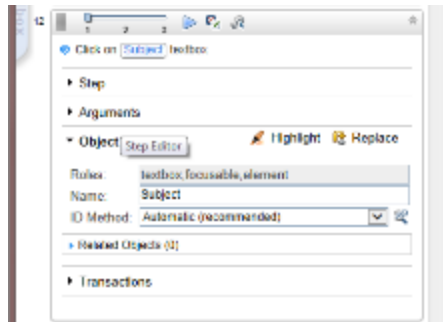 12
1 2 3
Click on Subject textbox
Step
Arguments
Object
Step Editor
Highlight Replace
Roles: textbox,focusable,element
Name: Subject
ID Method: Automatic (recommended)
Related Objects (0)
Transactions